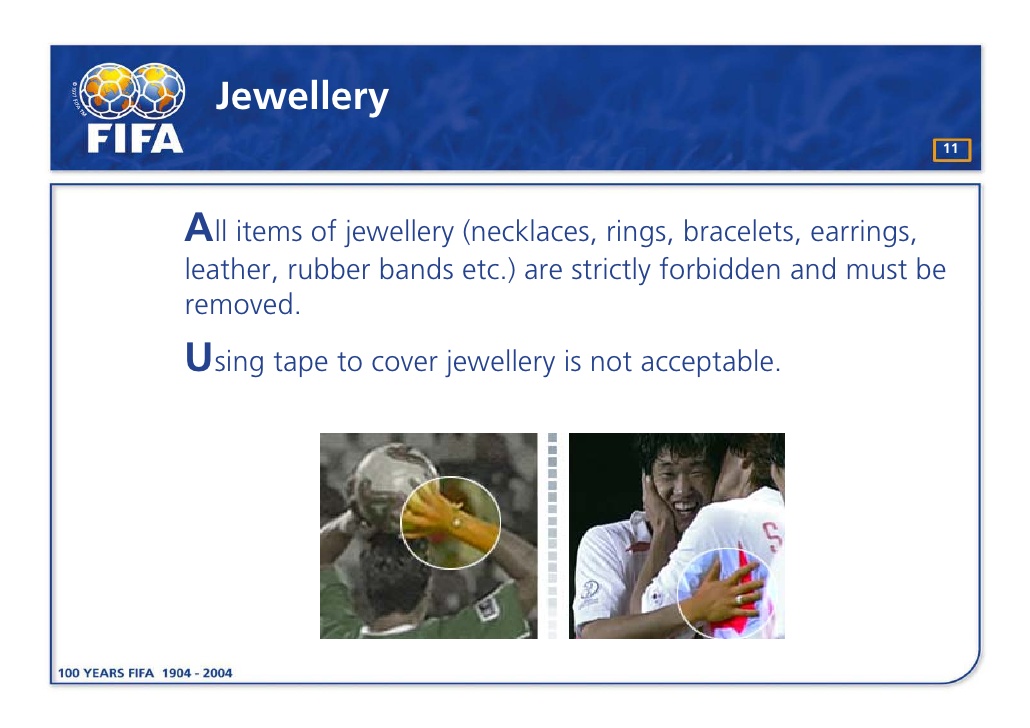 Jewellery
FIFA
11
All items of jewellery (necklaces, rings, bracelets, earrings,
leather, rubber bands etc.) are strictly forbidden and must be
removed.
Using tape to cover jewellery is not acceptable.
S
100 YEARS FIFA 1904 - 2004